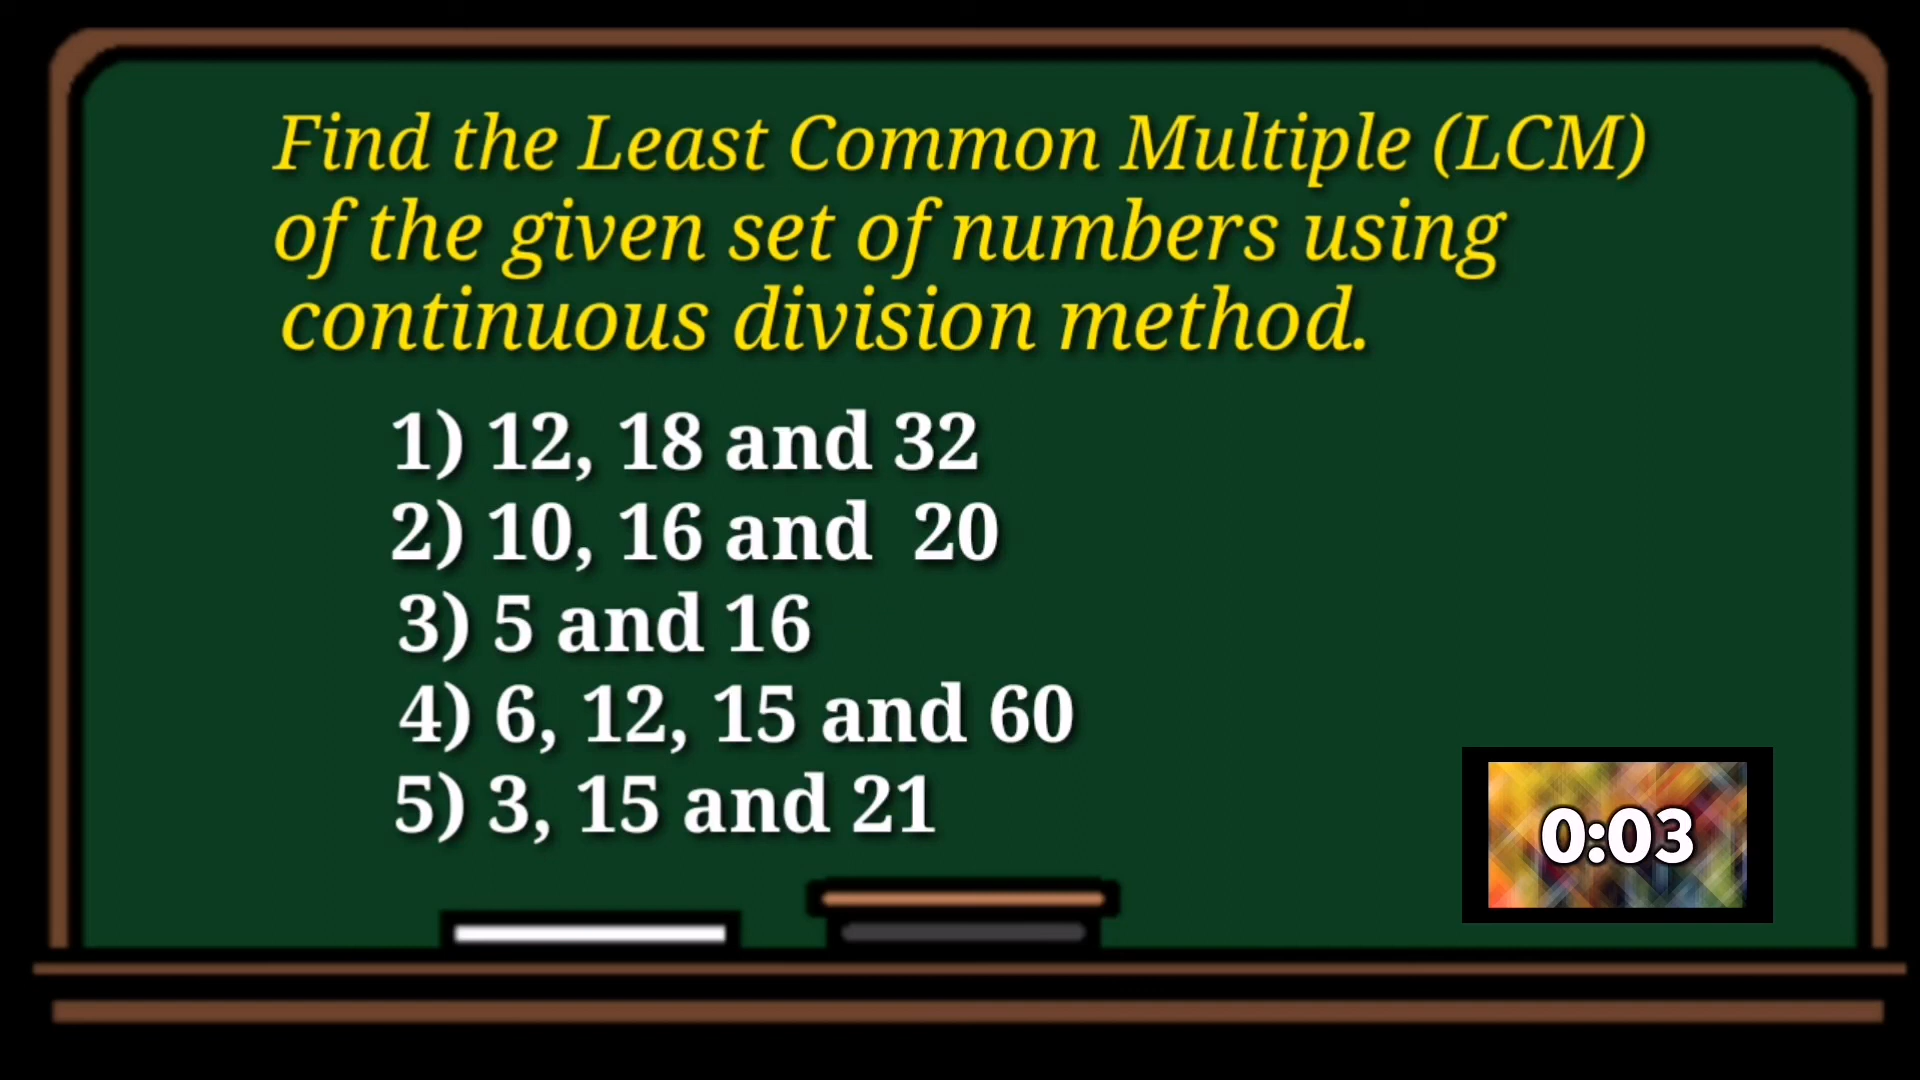 Find the Least Common Multiple (LCM)
of the given set of numbers using
continuous division method.
1) 12, 18 and 32
2) 10, 16 and 20
3) 5 and 16
4) 6, 12, 15 and 60
5) 3, 15 and 21
0:03